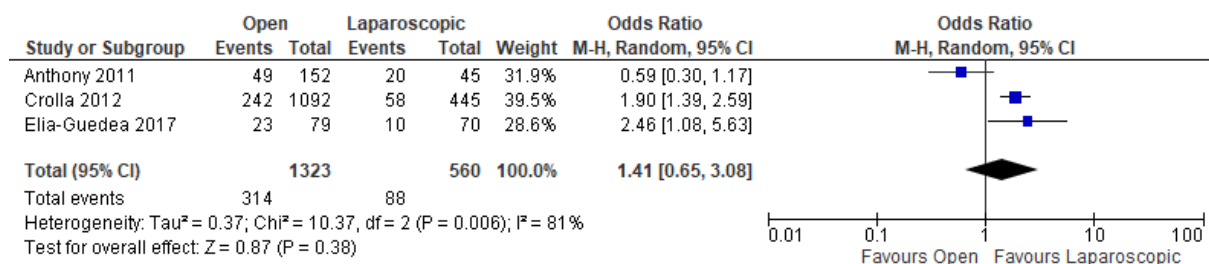 Open Laparoscopic Odds Ratio Odds Ratio
Study or Subgroup Events Total Events Total Weight M-H, Random, 95% CI M-H, Random, 95% CI
Anthony 2011 49 152 20 45 31.9% 0.59 [0.30, 1.17]
Crolla 2012 242 1092 58 445 39.5% 1.90 [1.39, 2.59]
Elia-Guedea 2017 23 79 10 70 28.6% 2.46 [1.08, 5.63]
Total (95% CI) 1323 560 100.0% 1.41 [0.65, 3.08]
Total events 314 88
Heterogeneity: Tau² = 0.37; Chi² = 10.37, df = 2 (P = 0.006); I² = 81%
Test for overall effect: Z = 0.87 (P = 0.38)
0.01 0.1 1 10 100
Favours Open Favours Laparoscopic